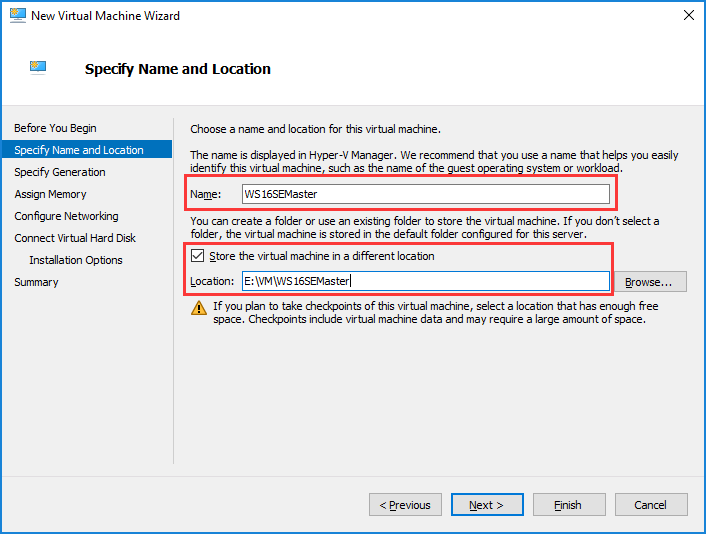 New Virtual Machine Wizard
Specify Name and Location
Before You Begin
Specify Name and Location
Specify Generation
Assign Memory
Configure Networking
Connect Virtual Hard Disk
Installation Options
Summary
Choose a name and location for this virtual machine.
The name is displayed in Hyper-V Manager. We recommend that you use a name that helps you easily
identify this virtual machine, such as the name of the guest operating system or workload.
Name: WS16SEMaster
You can create a folder or use an existing folder to store the virtual machine. If you don't select a
folder, the virtual machine is stored in the default folder configured for this server.
Store the virtual machine in a different location
Location: E:\VM\WS16SEMaster Browse...
If you plan to take checkpoints of this virtual machine, select a location that has enough free
space. Checkpoints include virtual machine data and may require a large amount of space.
< Previous Next > Finish Cancel